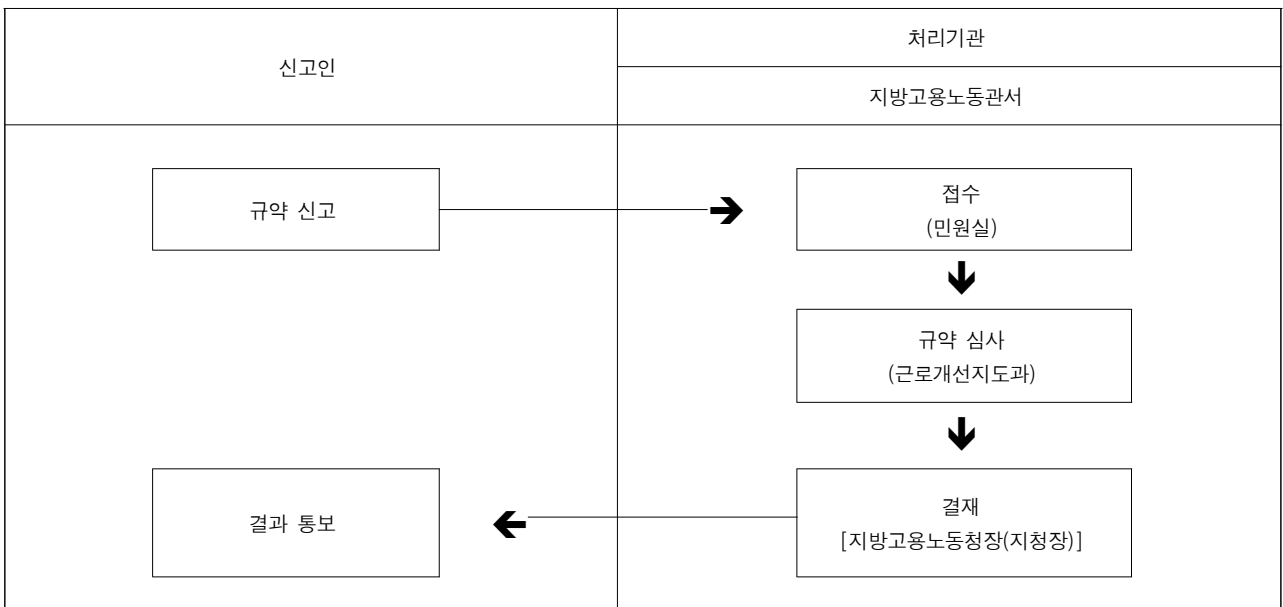 신고인
처리기관
지방고용노동관서
규약 신고
접수
(민원실)
규약 심사
(근로개선지도과)
결과 통보
결재
[지방고용노동청장(지청장)]